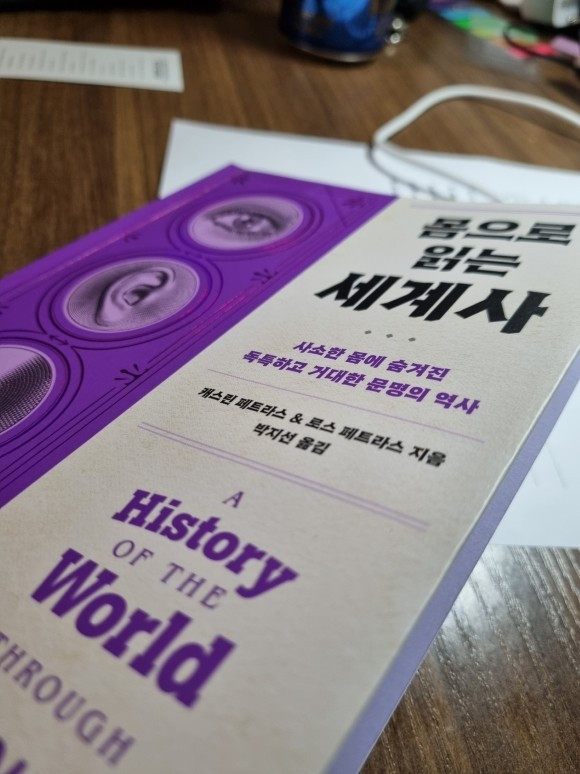 몸으로
읽는
세계사
사소한 몸에 숨겨진
독특하고 거대한 문명의 역사
캐스린 페트라스 & 로스 페트라스 지음
박지선 옮김
A
History
OF THE
World
THROUGH